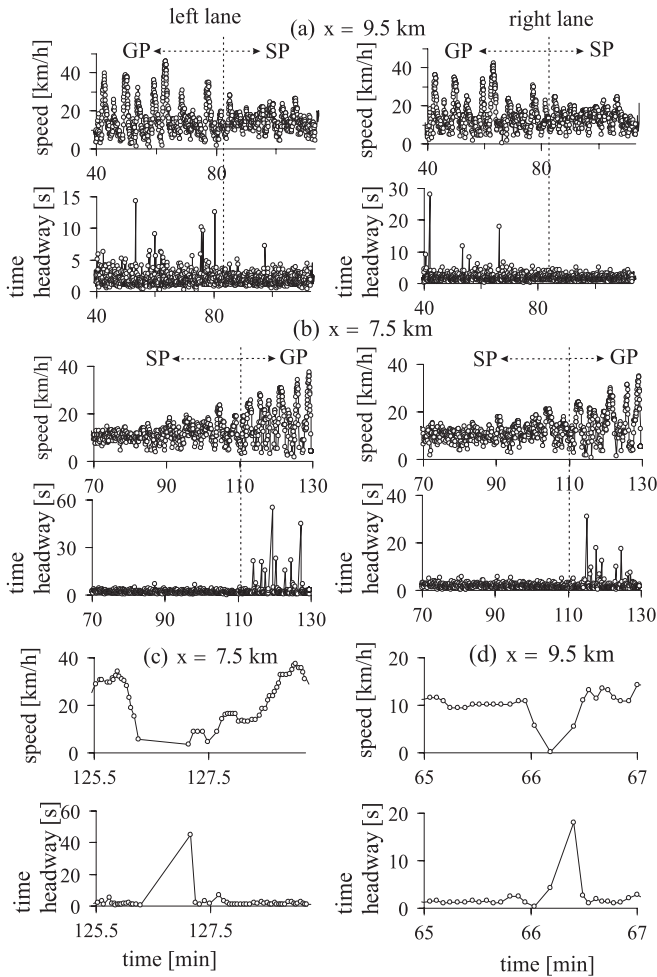 left lane
right lane
(a) x = 9.5 km
GP SP
GP SP
speed [km/h]
60
40
20
0
40 80
speed [km/h]
60
40
20
0
40 80
time headway [s]
15
10
5
0
40 80
time headway [s]
30
20
10
0
40 80
(b) x = 7.5 km
SP GP
SP GP
speed [km/h]
40
20
0
70 90 110 130
speed [km/h]
40
20
0
70 90 110 130
time headway [s]
60
30
0
70 90 110 130
time headway [s]
40
20
0
70 90 110 130
(c) x = 7.5 km
(d) x = 9.5 km
speed [km/h]
40
20
0
125.5 127.5
speed [km/h]
20
10
0
65 66 67
time headway [s]
60
40
20
0
125.5 127.5
time [min]
time headway [s]
20
10
0
65 66 67
time [min]